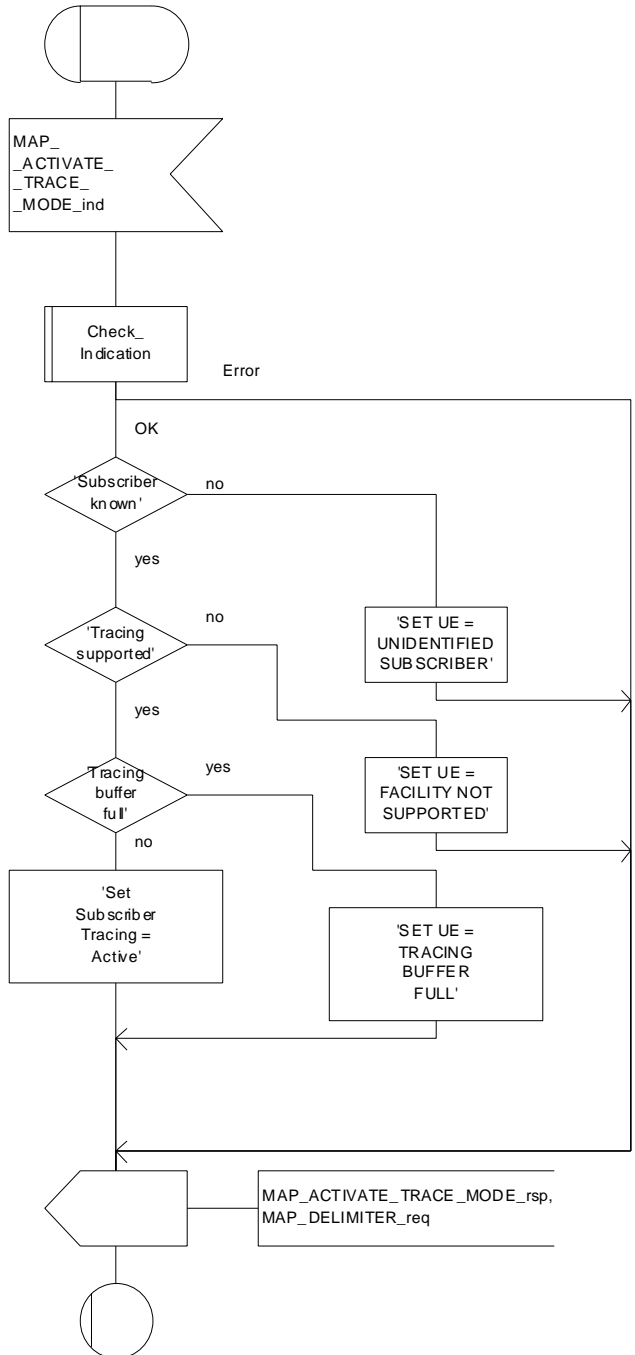 MAP_
_ACTIVATE_
_TRACE_
_MODE_ind
Check_
Indication
Error
OK
'Subscriber
known'
no
yes
'Tracing
supported'
no
'SET UE =
UNIDENTIFIED
SUBSCRIBER'
yes
'Tracing
buffer
full'
yes
'SET UE =
FACILITY NOT
SUPPORTED'
no
'Set
Subscriber
Tracing =
Active'
'SET UE =
TRACING
BUFFER
FULL'
MAP_ACTIVATE_TRACE_MODE_rsp,
MAP_DELIMITER_req